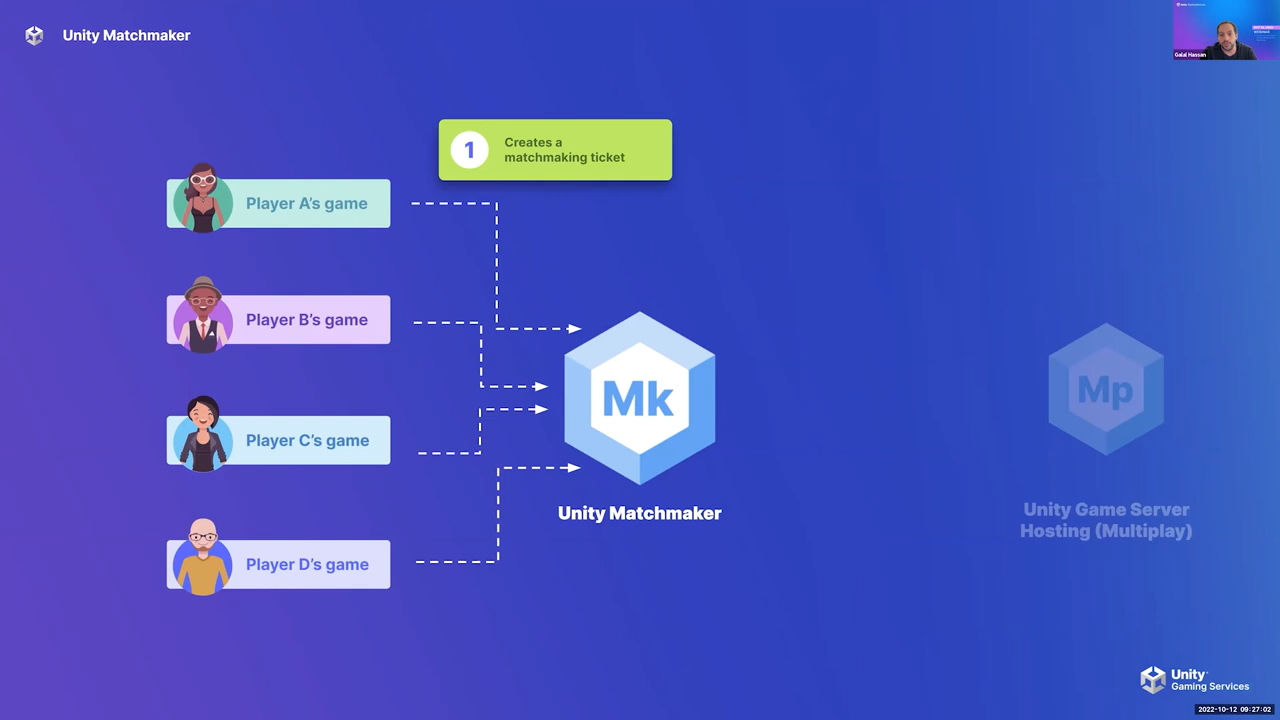 Unity Matchmaker
Galal Hassan
1
Creates a
matchmaking ticket
Player A's game
Player B's game
Player C's game
Player D's game
Mk
Unity Matchmaker
Mp
Unity Game Server
Hosting (Multiplay)
Unity
Gaming Services
2022-10-12 09:27:02